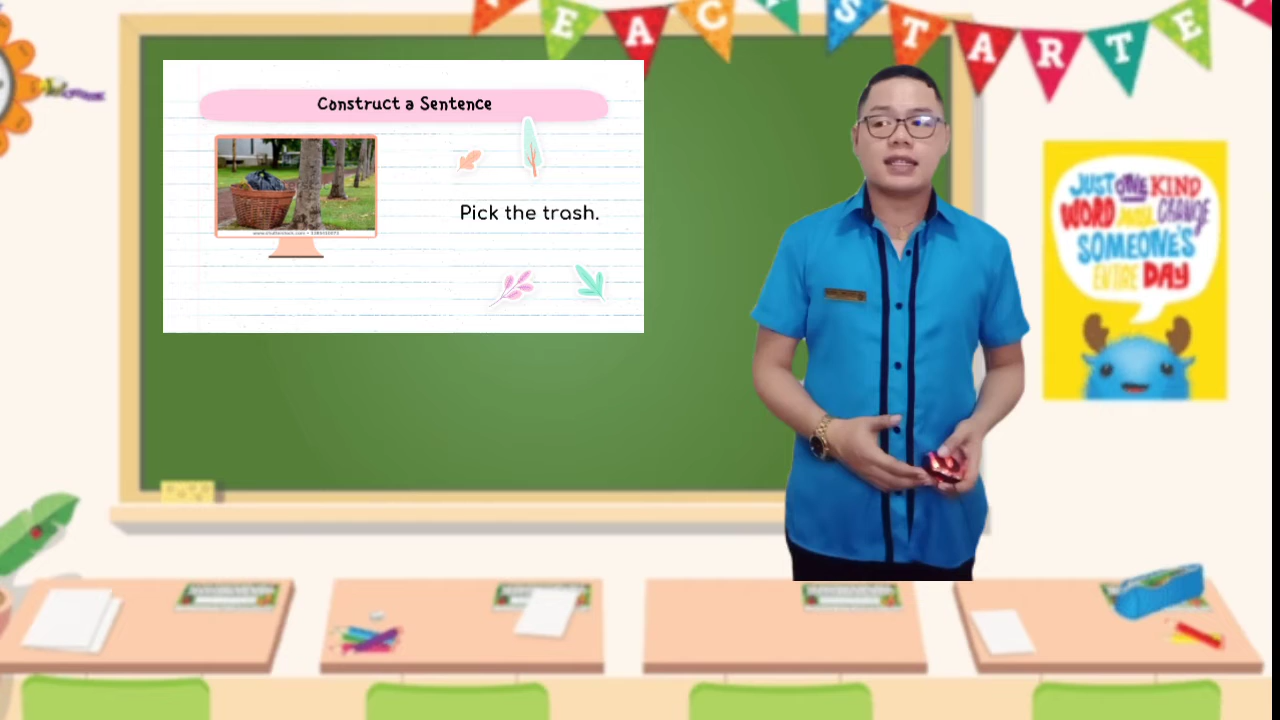 E A C
S T A R T E
Construct a Sentence
Pick the trash.
JUST ONE KIND
WORD CHANGE
SOMEONE'S
ENTIRE DAY